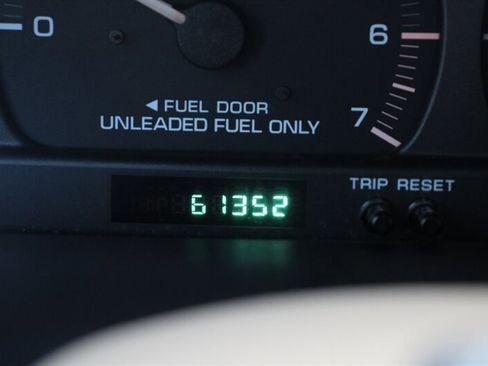 0
6
◄ FUEL DOOR
UNLEADED FUEL ONLY
7
TRIP RESET
61352